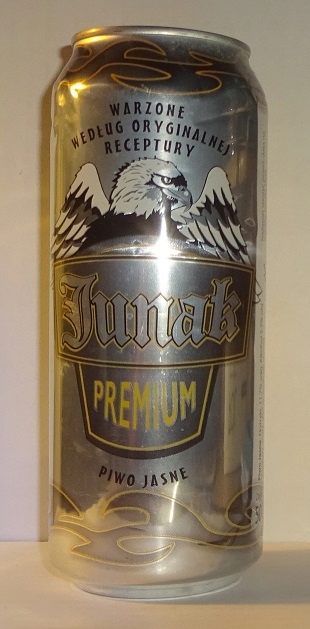 WARZONE
WEDŁUG ORYGINALNEJ
RECEPTURY
Junak
PREMIUM
PIWO JASNE